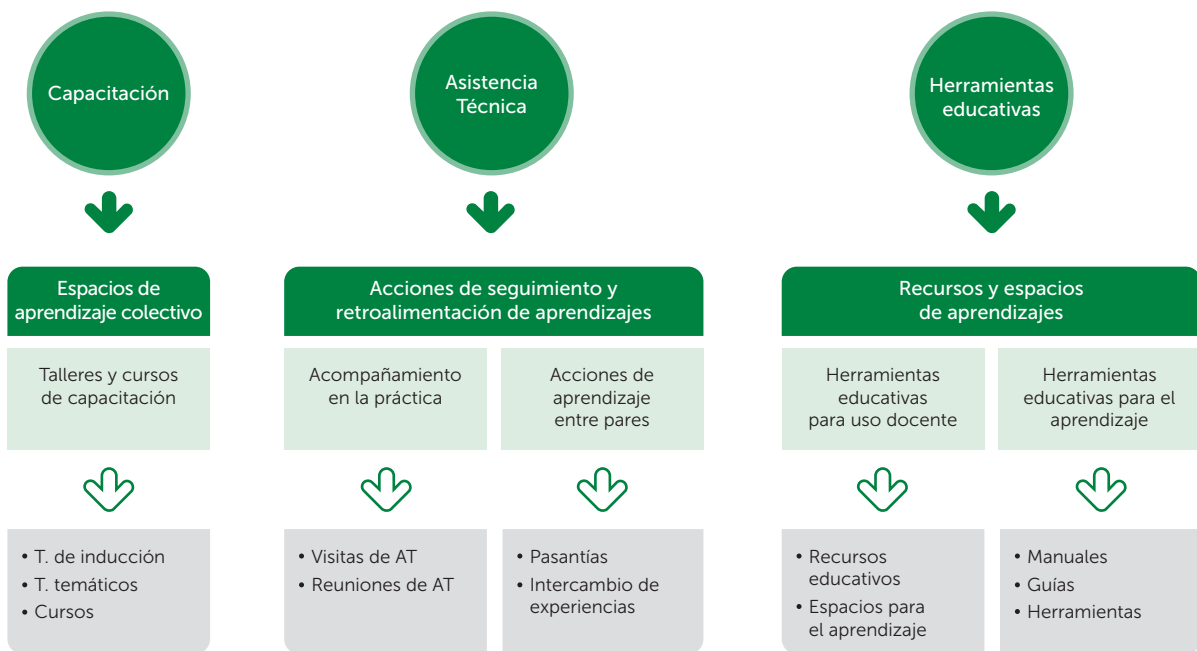 Capacitación
Asistencia
Técnica
Herramientas
educativas
Espacios de
aprendizaje colectivo
Acciones de seguimiento y
retroalimentación de aprendizajes
Recursos y espacios
de aprendizajes
Talleres y cursos
de capacitación
Acompañamiento
en la práctica
Acciones de
aprendizaje
entre pares
Herramientas
educativas
para uso docente
Herramientas
educativas para el
aprendizaje
• T. de inducción
• T. temáticos
• Cursos
• Visitas de AT
• Reuniones de AT
• Pasantías
• Intercambio de
experiencias
• Recursos
educativos
• Espacios para
el aprendizaje
• Manuales
• Guías
• Herramientas